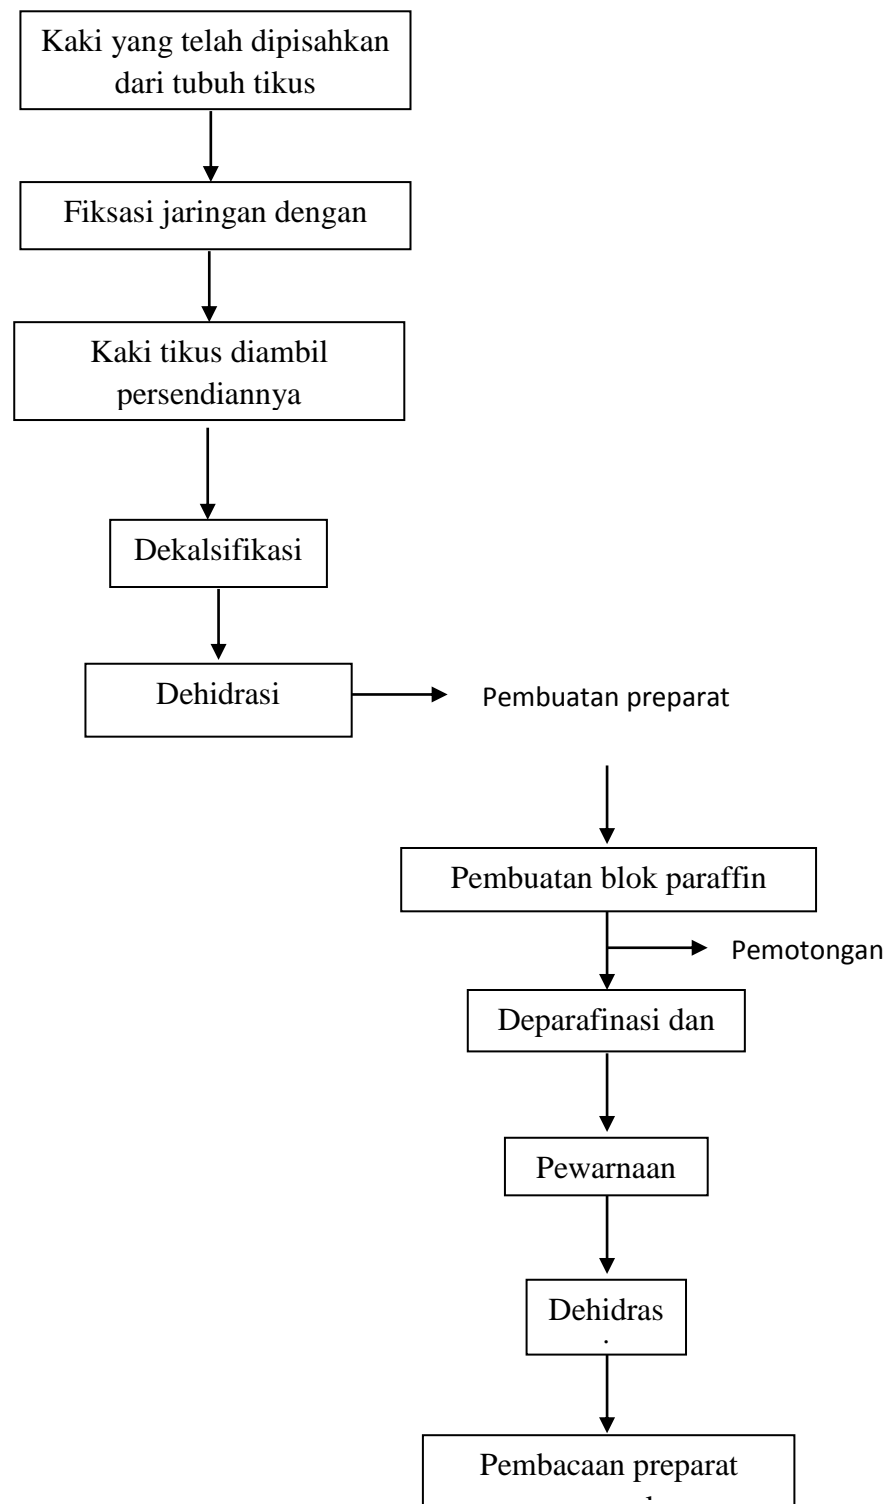 Kaki yang telah dipisahkan
dari tubuh tikus
Fiksasi jaringan dengan
Kaki tikus diambil
persendiannya
Dekalsifikasi
Dehidrasi
Pembuatan preparat
Pembuatan blok paraffin
Pemotongan
Deparafinasi dan
Pewarnaan
Dehidras
Pembacaan preparat